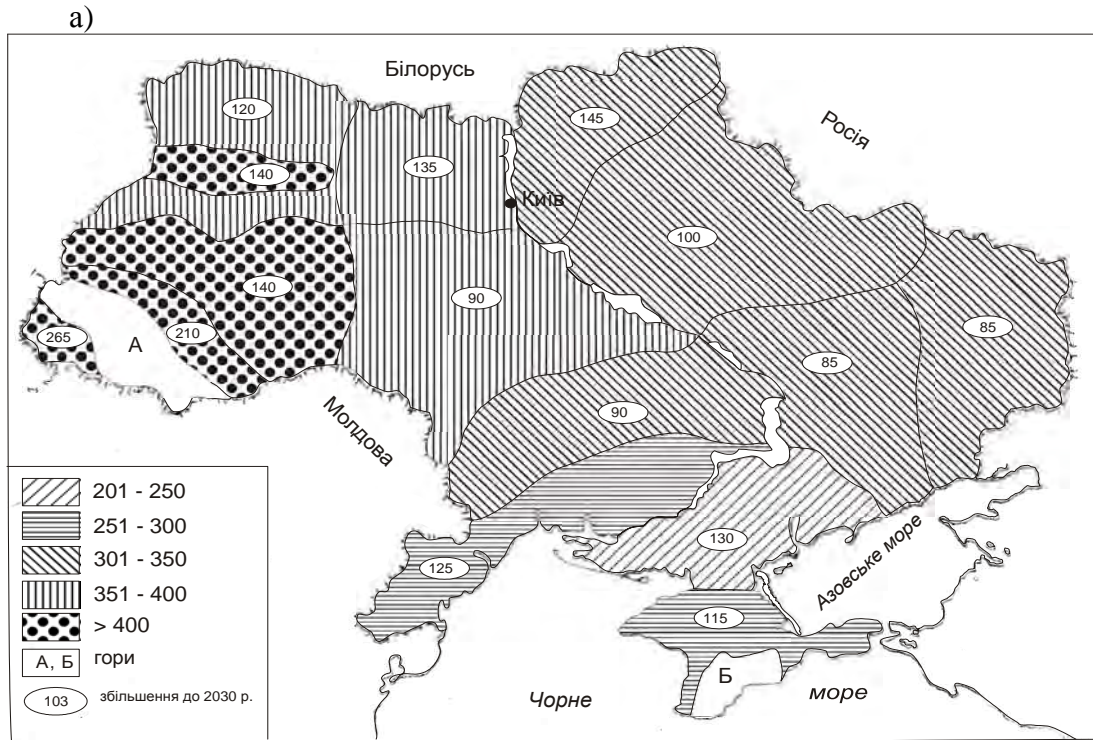 а)
Білорусь
Росія
120
145
140
135
Київ
100
140
90
265
А
210
85
85
90
Молдова
130
125
115
Азовське море
Б
Чорне
море
201 - 250
251 - 300
301 - 350
351 - 400
> 400
А, Б гори
103 збільшення до 2030 р.